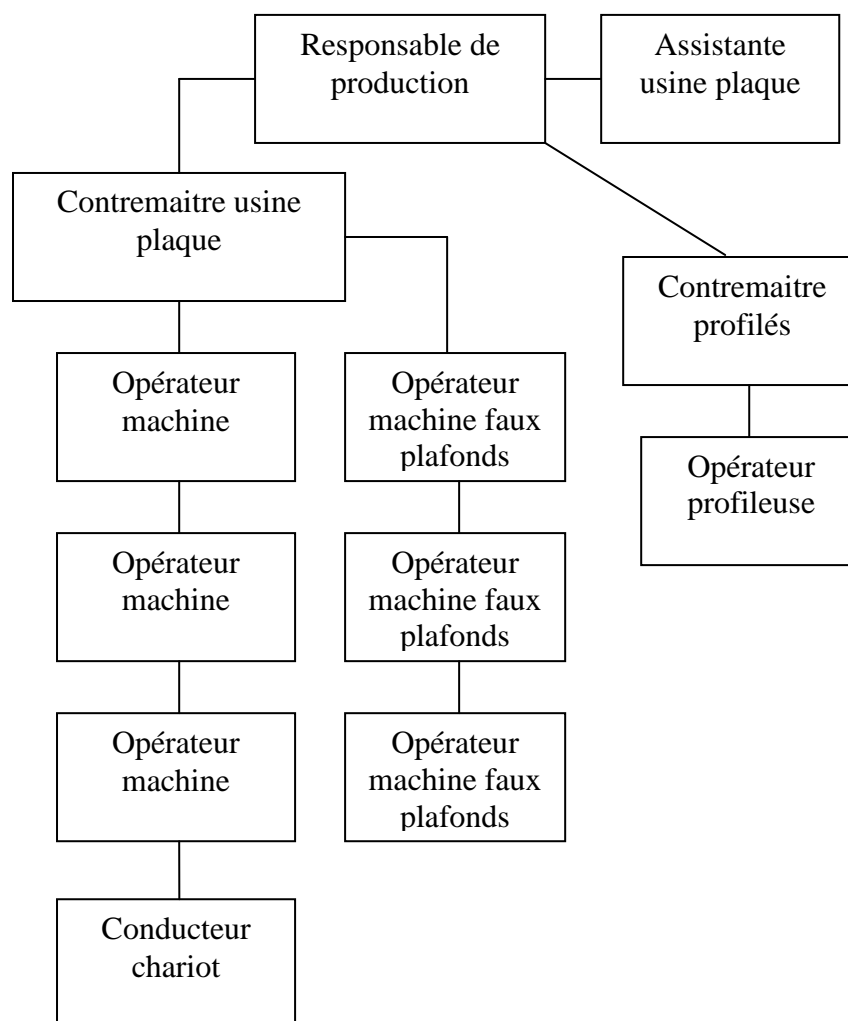 Responsable de
production
Assistante
usine plaque
Contremaitre usine
plaque
Contremaitre
profilés
Opérateur
machine
Opérateur
machine faux
plafonds
Opérateur
profileuse
Opérateur
machine
Opérateur
machine faux
plafonds
Opérateur
machine
Opérateur
machine faux
plafonds
Conducteur
chariot